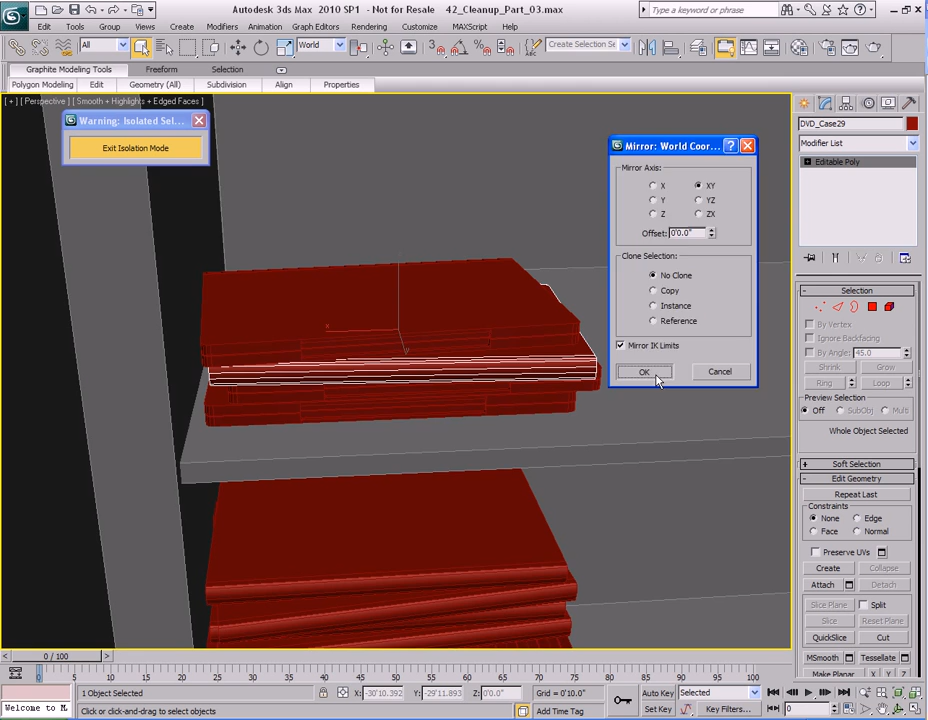 Autodesk 3ds Max 2010 SP1 - Not for Resale 42_Cleanup_Part_03.max
Type a keyword or phrase
Edit Tools Group Views Create Modifiers Animation Graph Editors Rendering Customize MAXScript Help
All World Create Selection Se
Graphite Modeling Tools Freeform Selection
Polygon Modeling Edit Geometry (All) Subdivision Align Properties
[ + ] [ Perspective ] [ Smooth + Highlights + Edged Faces ]
Warning: Isolated Sel...
Exit Isolation Mode
Mirror: World Coor...
Mirror Axis:
X XY
Y YZ
Z ZX
Offset: 0'0.0"
Clone Selection:
No Clone
Copy
Instance
Reference
Mirror IK Limits
OK Cancel
x
DVD_Case29
Modifier List
Editable Poly
Selection
By Vertex
Ignore Backfacing
By Angle: 45.0
Shrink Grow
Ring Loop
Preview Selection
Off SubObj Multi
Whole Object Selected
Soft Selection
Edit Geometry
Repeat Last
Constraints
None Edge
Face Normal
Preserve UVs
Create Collapse
Attach Detach
Slice Plane Split
Slice Reset Plane
QuickSlice Cut
MSmooth Tessellate
Make Planar X Y Z
0 / 100
0 5 10 15 20 25 30 35 40 45 50 55 60 65 70 75 80 85 90 95 100
1 Object Selected X: -30'10.392 Y: -29'11.893 Z: 0'0.0" Grid = 0'10.0" Auto Key Selected
Welcome to M Click or click-and-drag to select objects Add Time Tag Set Key Key Filters... 0